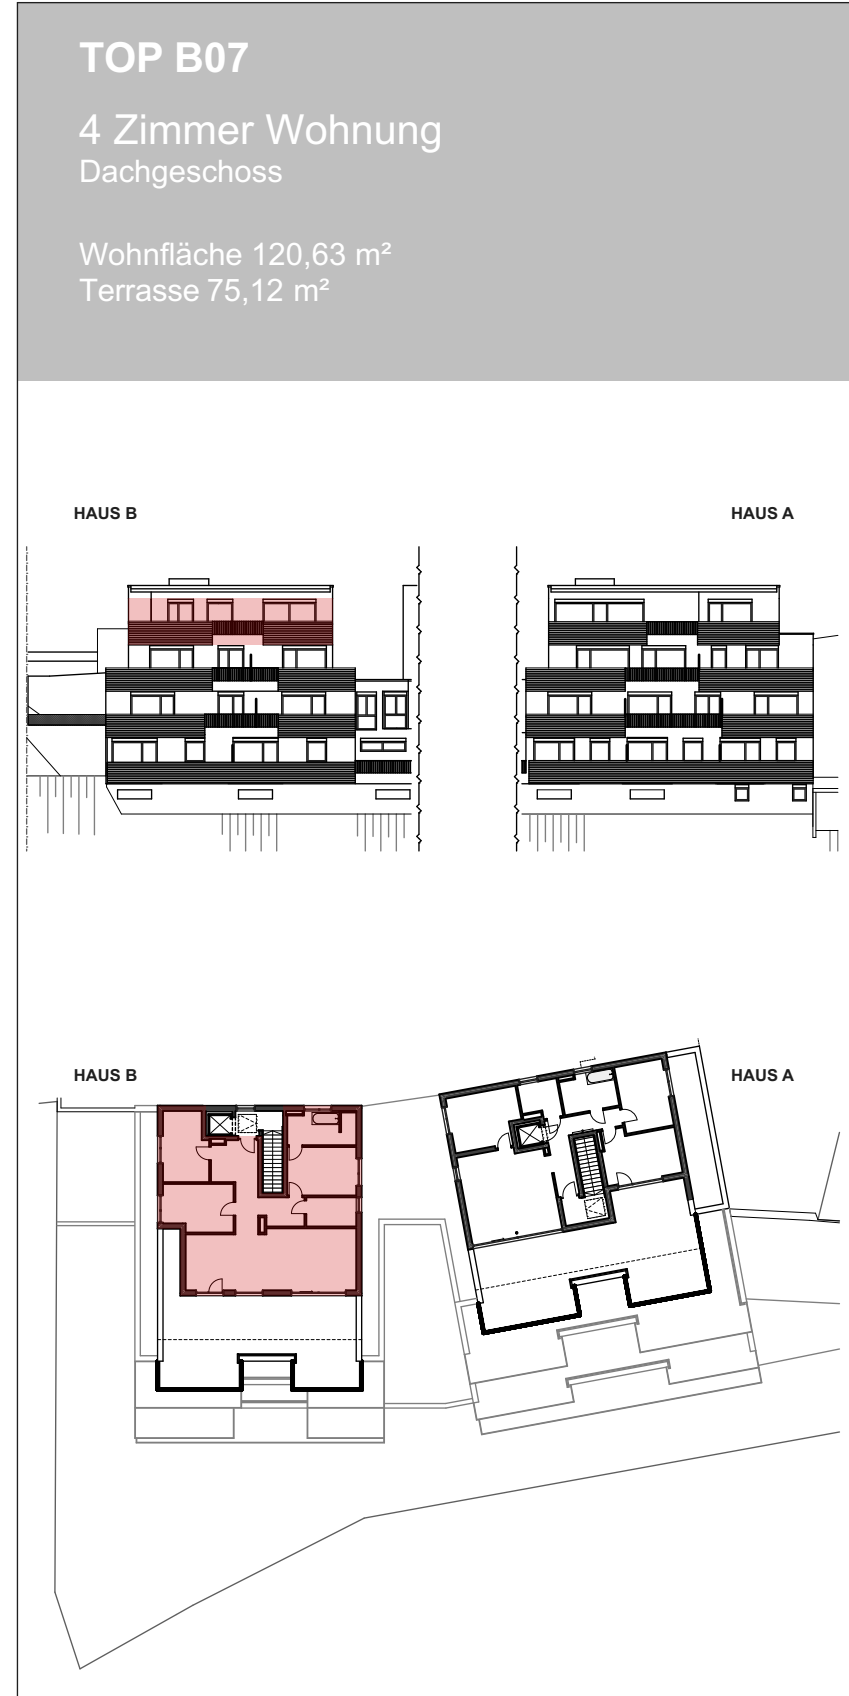 TOP B07
4 Zimmer Wohnung
Dachgeschoss
Wohnfläche 120,63 m²
Terrasse 75,12 m²
HAUS B
HAUS A
HAUS B
HAUS A